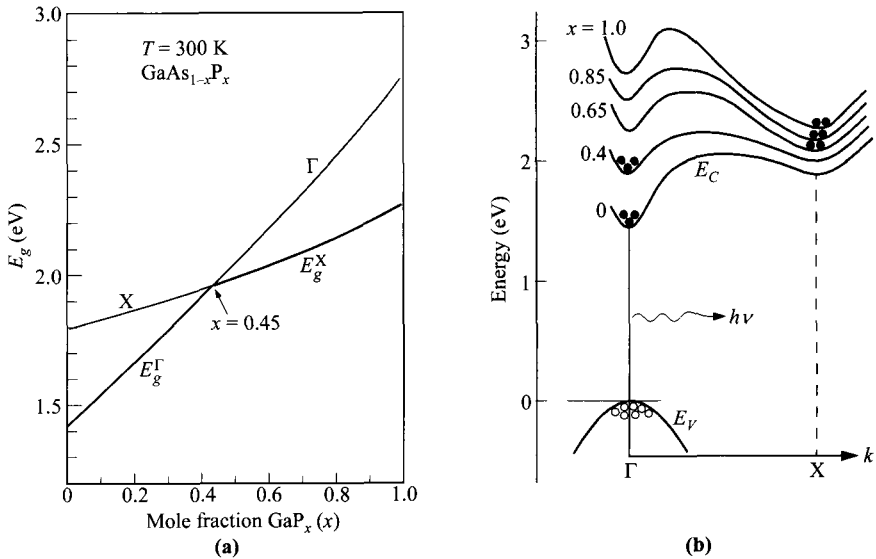 3.0
2.5
2.0
1.5
E_g (eV)
T = 300 K
GaAs_{1–x}P_x
Γ
X
E_g^X
x = 0.45
E_g^Γ
0 0.2 0.4 0.6 0.8 1.0
Mole fraction GaP_x (x)
(a)
3
2
1
0
Energy (eV)
x = 1.0
0.85
0.65
0.4
0
E_C
hν
E_V
Γ
X
k
(b)